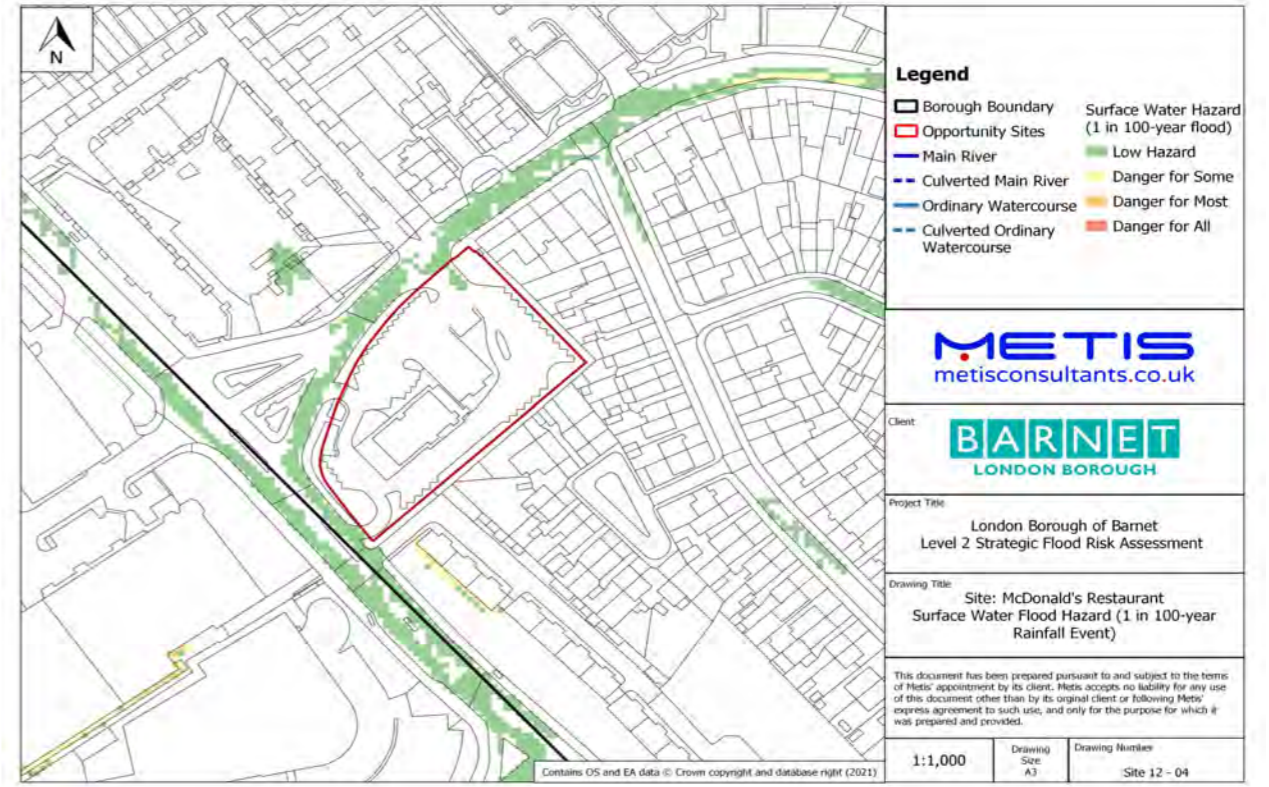 N
Legend
Borough Boundary
Opportunity Sites
Main River
Culverted Main River
Ordinary Watercourse
Culverted Ordinary
Watercourse
Surface Water Hazard
(1 in 100-year flood)
Low Hazard
Danger for Some
Danger for Most
Danger for All
METIS
metisconsultants.co.uk
Client
BARNET
LONDON BOROUGH
Project Title
London Borough of Barnet
Level 2 Strategic Flood Risk Assessment
Drawing Title
Site: McDonald's Restaurant
Surface Water Flood Hazard (1 in 100-year
Rainfall Event)
This document has been prepared pursuant to and subject to the terms
of Metis' appointment by its client. Metis accepts no liability for any use
of this document other than by its orginal client or following Metis'
express agreement to such use, and only for the purpose for which it
was prepared and provided.
1:1,000
Drawing
Size
A3
Drawing Number
Site 12 - 04
Contains OS and EA data © Crown copyright and database right (2021)